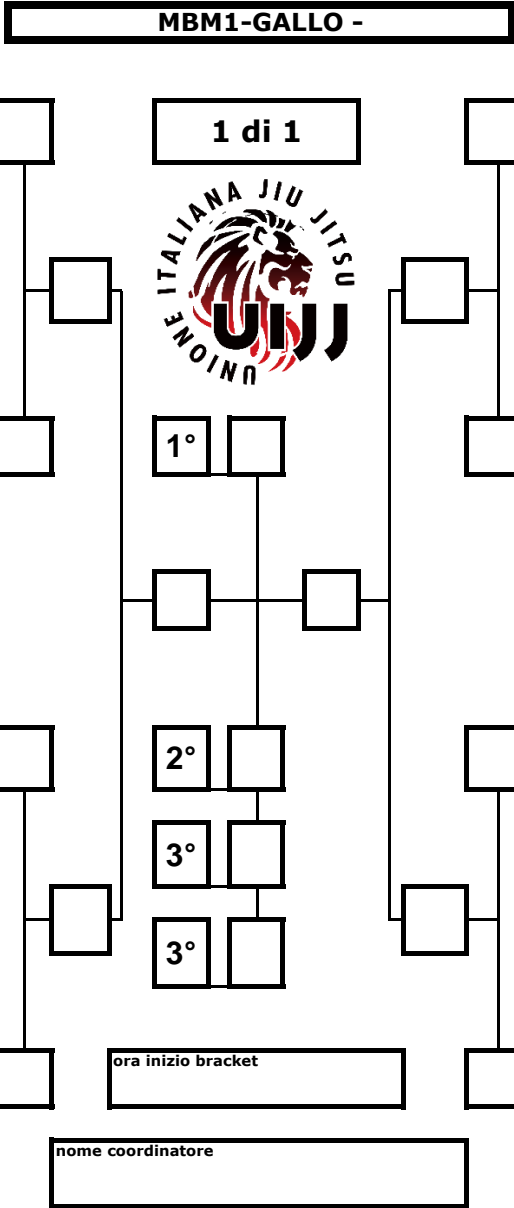 MBM1-GALLO -
1 di 1
UNIONE ITALIANA JIU JITSU
UIJJ
1°
2°
3°
3°
ora inizio bracket
nome coordinatore